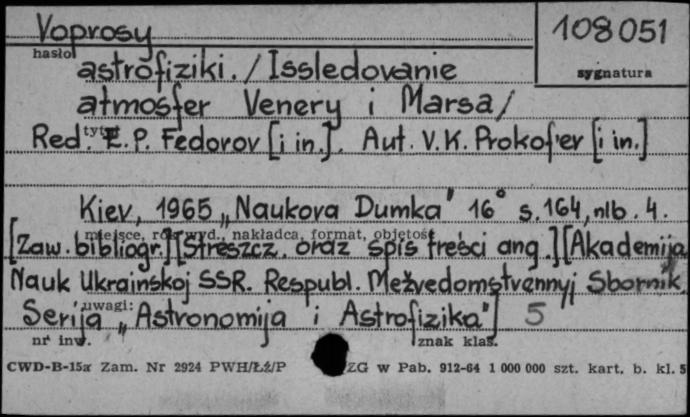 Voprosy
108051
hasło
astrofiziki. / Issledovanie
sygnatura
atmosfer Venery i Marsa/
tytuł
Red. E. P. Fedorov [i in.]. Aut. V. K. Prokof'ev [i in.]
Kiev, 1965 „Naukova Dumka" 16° s. 164, nlb. 4.
miejsce, rok wyd., nakładca, format, objętość
[Zaw. bibliogr.] [Streszcz. oraz spis treści ang.] [Akademija
Nauk Ukrainskoj SSR. Respubl. Mežvedomstvennyj Sbornik.
uwagi:
Serija „Astronomija i Astrofizika"] 5
nr inw.
znak klas.
CWD-B-15a Zam. Nr 2924 PWH/Łź/P ZG w Pab. 912-64 1 000 000 szt. kart. b. kl. 5